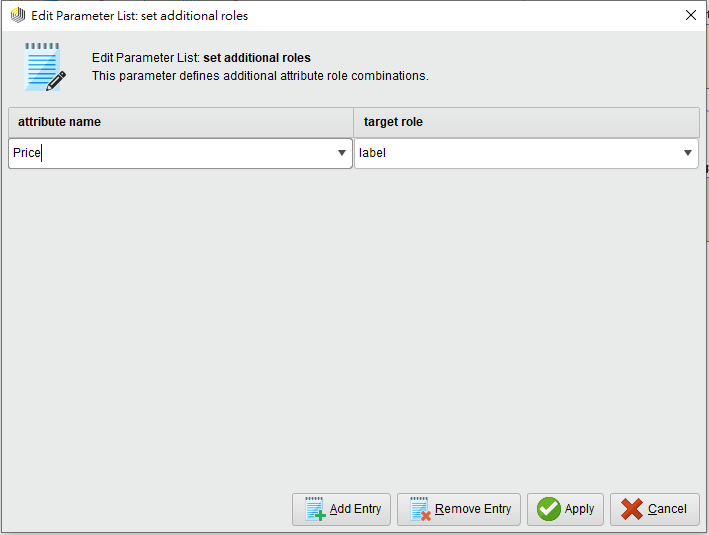 Edit Parameter List: set additional roles
Edit Parameter List: set additional roles
This parameter defines additional attribute role combinations.
attribute name target role
Price label
Add Entry Remove Entry Apply Cancel